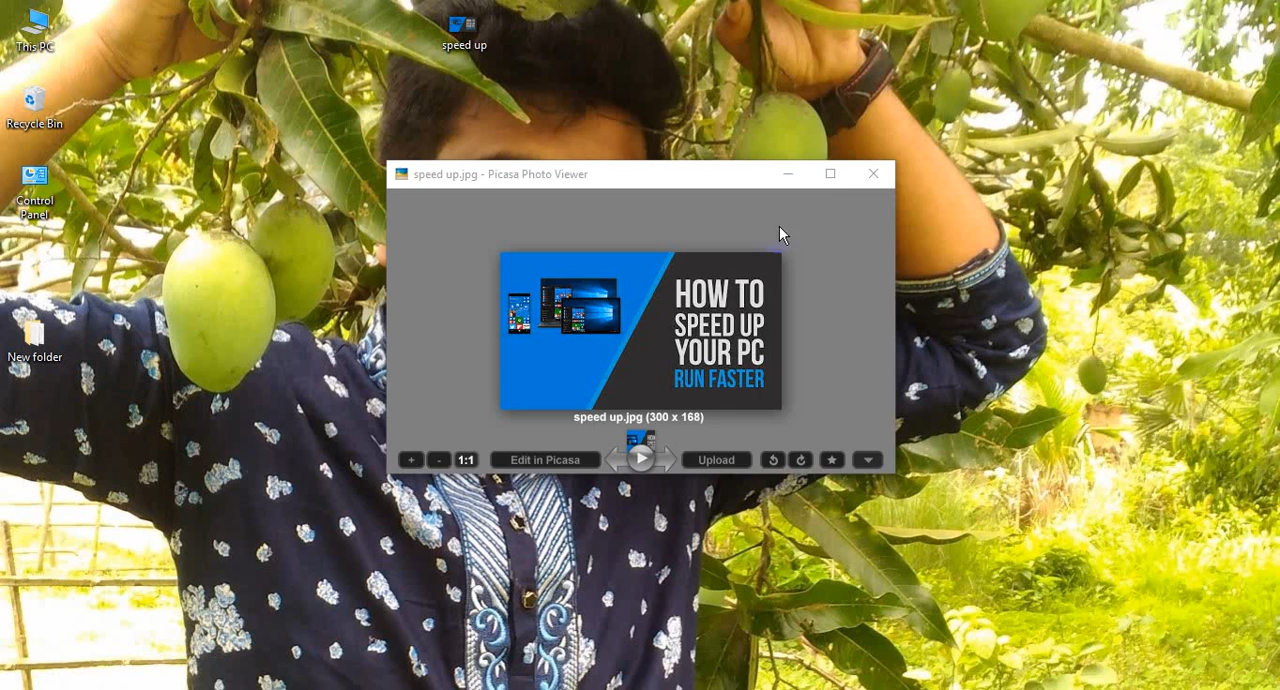 This PC
speed up
Recycle Bin
Control
Panel
New folder
speed up.jpg - Picasa Photo Viewer
HOW TO
SPEED UP
YOUR PC
RUN FASTER
speed up.jpg (300 x 168)
+ - 1:1 Edit in Picasa Upload